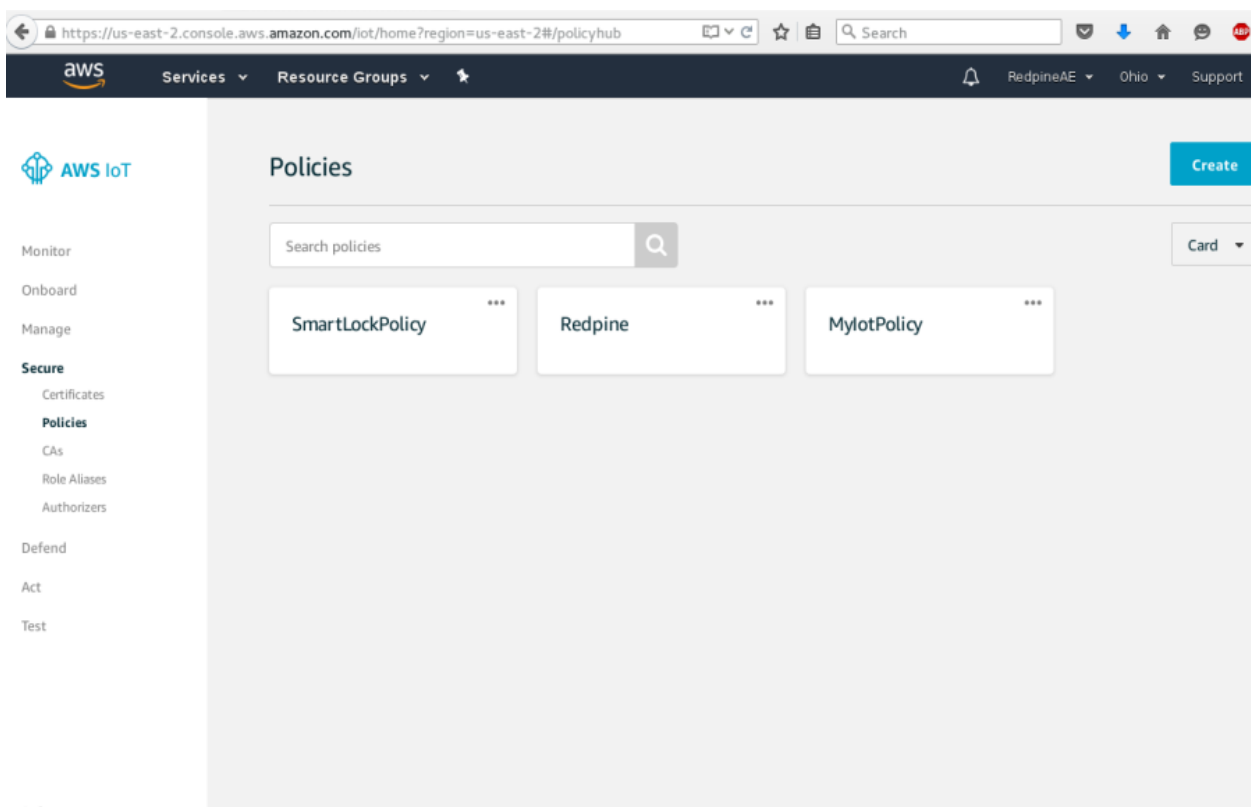 https://us-east-2.console.aws.amazon.com/iot/home?region=us-east-2#/policyhub Search ABP
aws Services Resource Groups RedpineAE Ohio Support
AWS IoT
Policies
Create
Monitor
Search policies
Card
Onboard
Manage
SmartLockPolicy Redpine MyIotPolicy
Secure
Certificates
Policies
CAs
Role Aliases
Authorizers
Defend
Act
Test